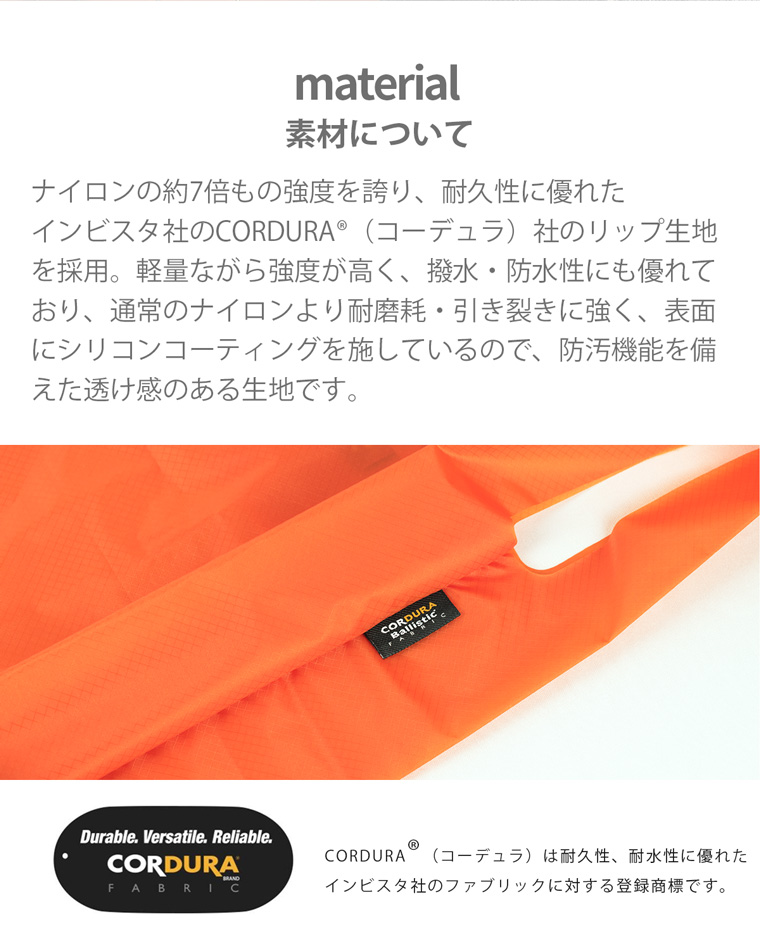 material
素材について
ナイロンの約7倍もの強度を誇り、耐久性に優れた
インビスタ社のCORDURA®（コーデュラ）社のリップ生地
を採用。軽量ながら強度が高く、撥水・防水性にも優れて
おり、通常のナイロンより耐磨耗・引き裂きに強く、表面
にシリコンコーティングを施しているので、防汚機能を備
えた透け感のある生地です。
CORDURA
Ballistic
FABRIC
Durable. Versatile. Reliable.
CORDURA®
BRAND
FABRIC
CORDURA®（コーデュラ）は耐久性、耐水性に優れた
インビスタ社のファブリックに対する登録商標です。